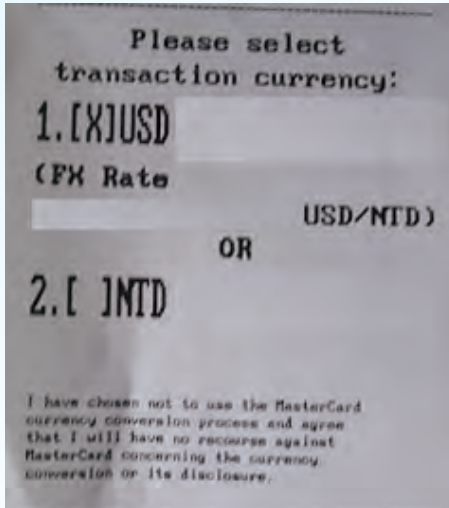 Please select
transaction currency:
1.[X]USD
(FX Rate
USD/NTD)
OR
2.[ ]NTD
I have chosen not to use the MasterCard
currency conversion process and agree
that I will have no recourse against
MasterCard concerning the currency
conversion or its disclosure.